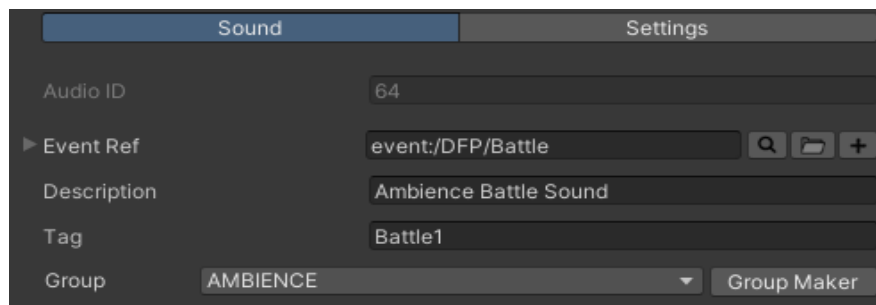 Sound Settings
Audio ID 64
Event Ref event:/DFP/Battle
Description Ambience Battle Sound
Tag Battle1
Group AMBIENCE Group Maker